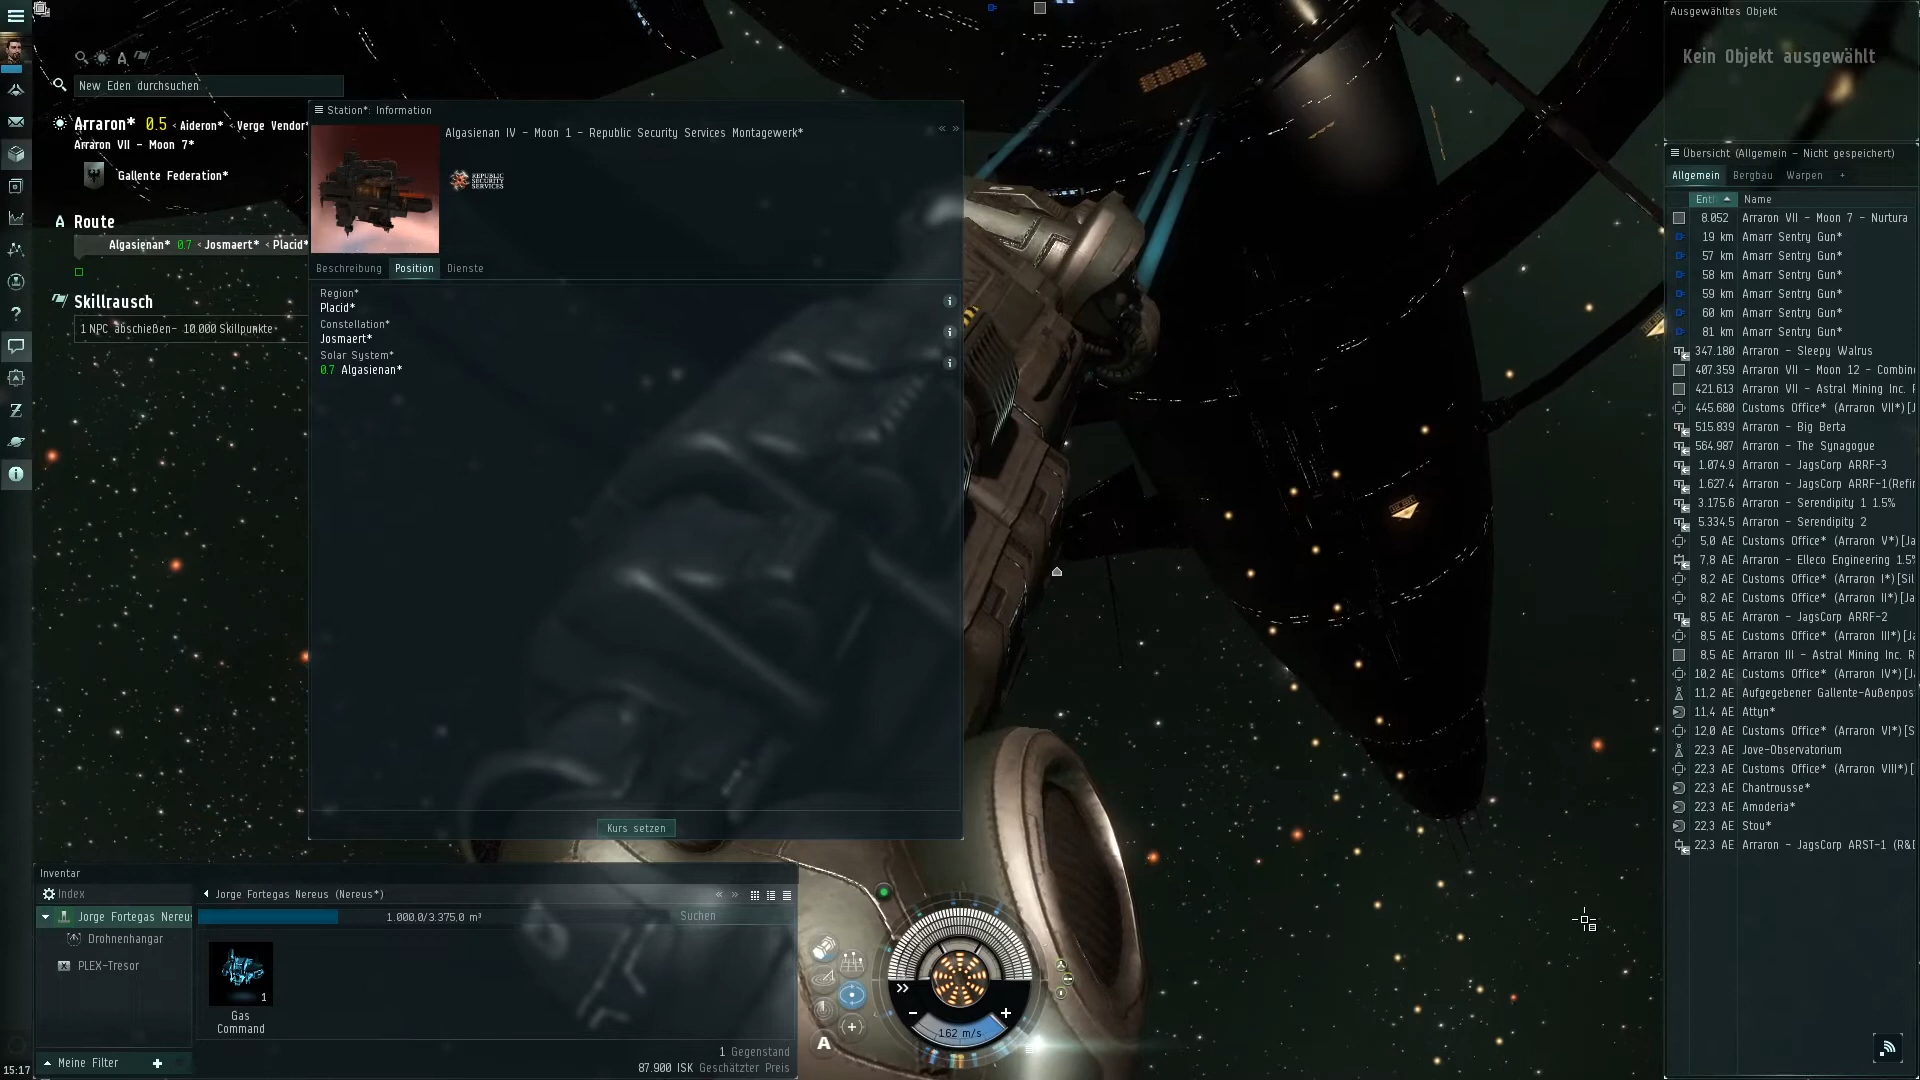 New Eden durchsuchen
Arraron* 0.5 < Aideron* < Verge Vendor*
Arraron VII - Moon 7*
Gallente Federation*
Route
Algasienan* 0.7 < Josmaert* < Placid*
Skillrausch
1 NPC abschießen- 10.000 Skillpunkte
Station*: Information
Algasienan IV - Moon 1 - Republic Security Services Montagewerk*
REPUBLIC
SECURITY
SERVICES
Beschreibung Position Dienste
Region*
Placid*
Constellation*
Josmaert*
Solar System*
0.7 Algasienan*
Kurs setzen
Inventar
Index
Jorge Fortegas Nereus (Nereus*)
Jorge Fortegas Nereus
1.000,0/3.375,0 m³
Suchen
Drohnenhangar
PLEX-Tresor
1
Gas
Command
Meine Filter +
1 Gegenstand
87.900 ISK Geschätzter Preis
15:17
162 m/s
A
Ausgewähltes Objekt
Kein Objekt ausgewählt
Übersicht (Allgemein - Nicht gespeichert)
Allgemein Bergbau Warpen +
Name
8.052 Arraron VII - Moon 7 - Nurtura
19 km Amarr Sentry Gun*
57 km Amarr Sentry Gun*
58 km Amarr Sentry Gun*
59 km Amarr Sentry Gun*
60 km Amarr Sentry Gun*
81 km Amarr Sentry Gun*
347.180 Arraron - Sleepy Walrus
407.359 Arraron VII - Moon 12 - Combin
421.613 Arraron VII - Astral Mining Inc.
445.680 Customs Office* (Arraron VII*)[J
515.839 Arraron - Big Berta
564.987 Arraron - The Synagogue
1.074.9 Arraron - JagsCorp ARRF-3
1.627.4 Arraron - JagsCorp ARRF-1(Refi
3.175.6 Arraron - Serendipity 1 1.5%
5.334.5 Arraron - Serendipity 2
5,0 AE Customs Office* (Arraron V*)[Ja
7,8 AE Arraron - Elleco Engineering 1.5%
8,2 AE Customs Office* (Arraron I*)[Sil
8,2 AE Customs Office* (Arraron II*)[Ja
8,5 AE Arraron - JagsCorp ARRF-2
8,5 AE Customs Office* (Arraron III*)[Ja
8,5 AE Arraron III - Astral Mining Inc. R
10,2 AE Customs Office* (Arraron IV*)[J
11,2 AE Aufgegebener Gallente-Außenpos
11,4 AE Attyn*
12,0 AE Customs Office* (Arraron VI*)[S
22,3 AE Jove-Observatorium
22,3 AE Customs Office* (Arraron VIII*)[
22,3 AE Chantrousse*
22,3 AE Amoderia*
22,3 AE Stou*
22,3 AE Arraron - JagsCorp ARST-1 (R&D